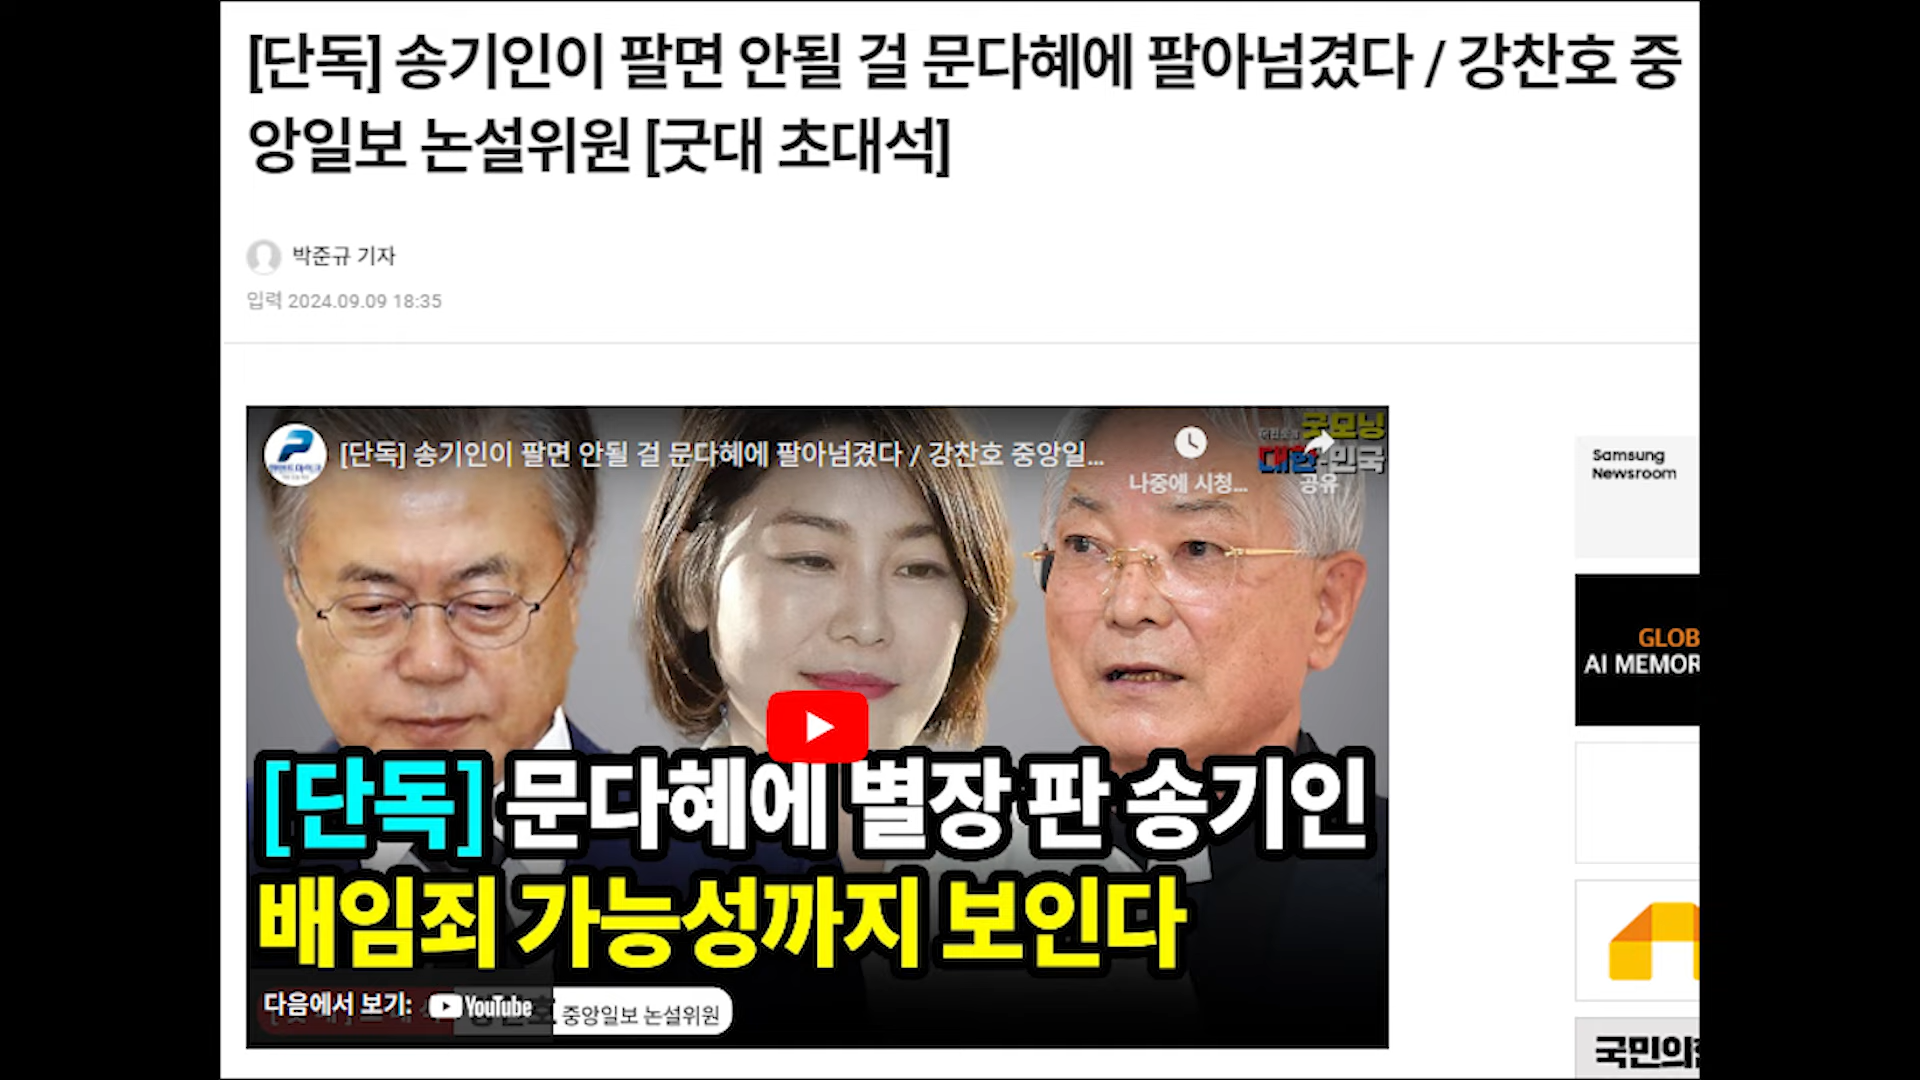 [단독] 송기인이 팔면 안될 걸 문다혜에 팔아넘겼다 / 강찬호 중
앙일보 논설위원 [굿대 초대석]
박준규 기자
입력 2024.09.09 18:35
[단독] 송기인이 팔면 안될 걸 문다혜에 팔아넘겼다 / 강찬호 중앙일...
나중에 시청...
공유
굿모닝
대한민국
[단독] 문다혜에 별장 판 송기인
배임죄 가능성까지 보인다
다음에서 보기: YouTube
중앙일보 논설위원
Samsung
Newsroom
GLOB
AI MEMOR
국민의